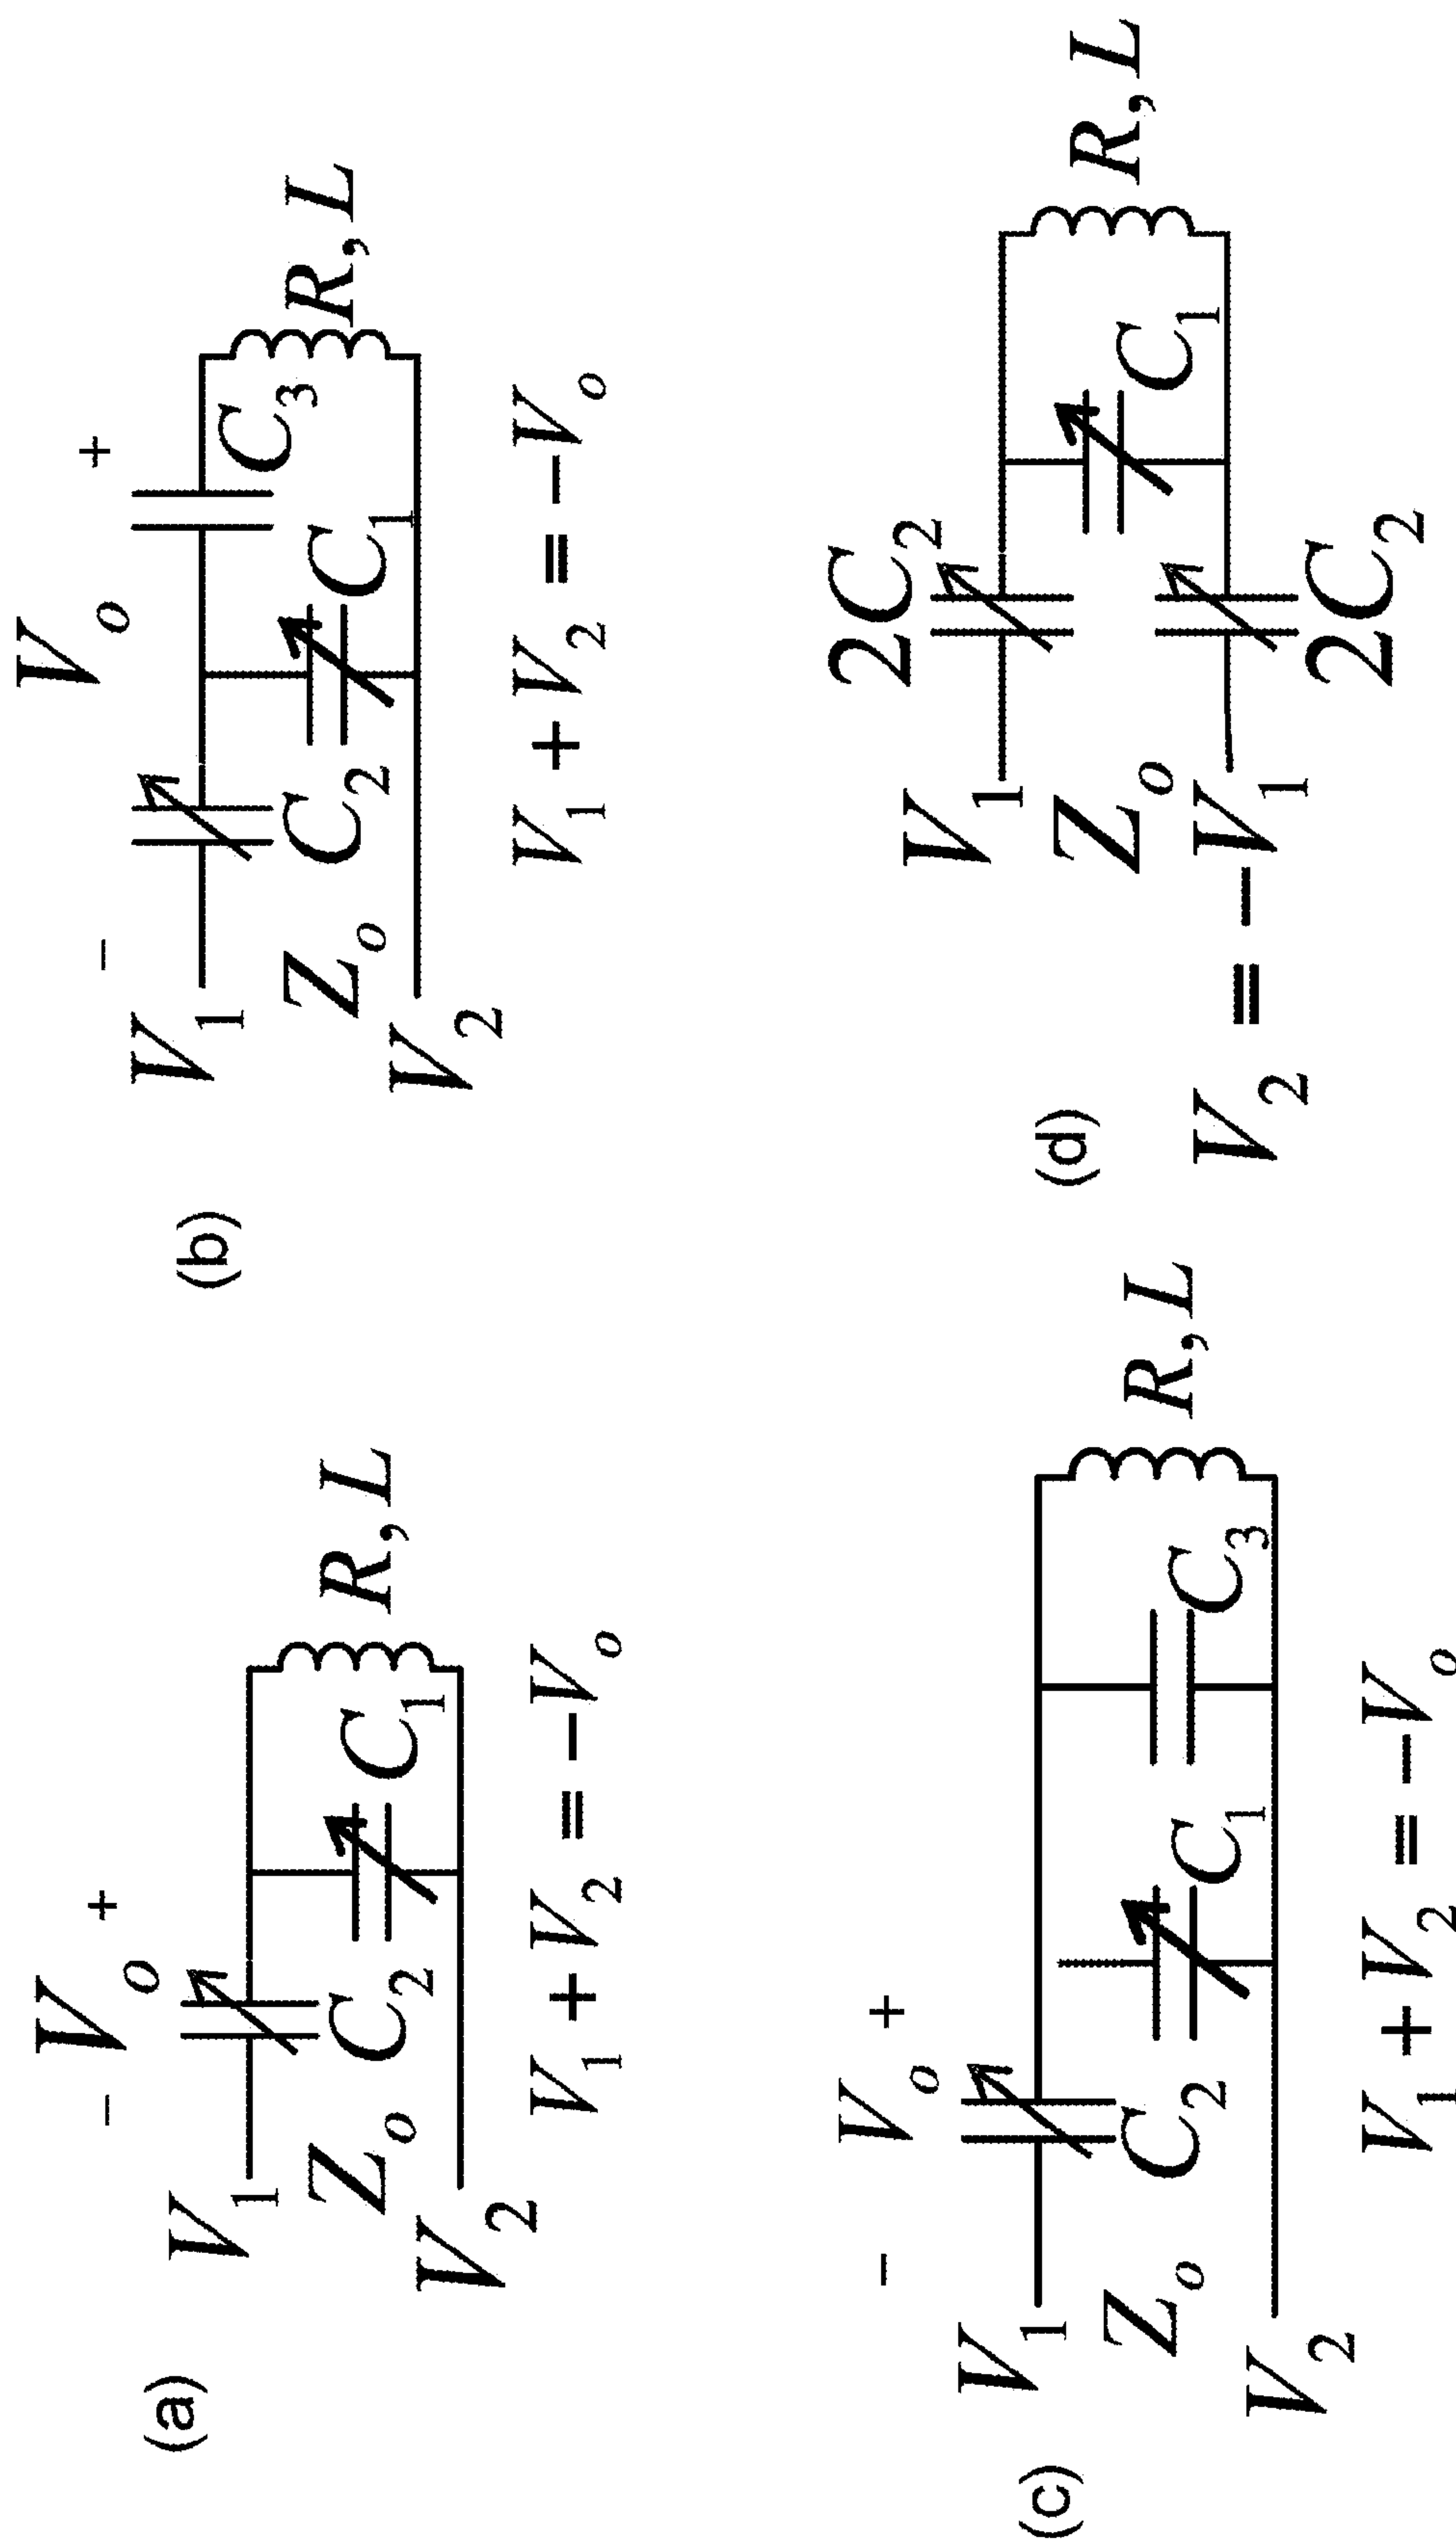 (a)
− V_o +
V_1
C_2
C_1
R, L
Z_o
V_2
V_1 + V_2 = −V_o
(b)
− V_o +
V_1
C_2
C_1
C_3
R, L
Z_o
V_2
V_1 + V_2 = −V_o
(c)
− V_o +
V_1
C_2
C_1
C_3
R, L
Z_o
V_2
V_1 + V_2 = −V_o
(d)
2C_2
V_1
C_1
R, L
Z_o
V_2 = −V_1
2C_2